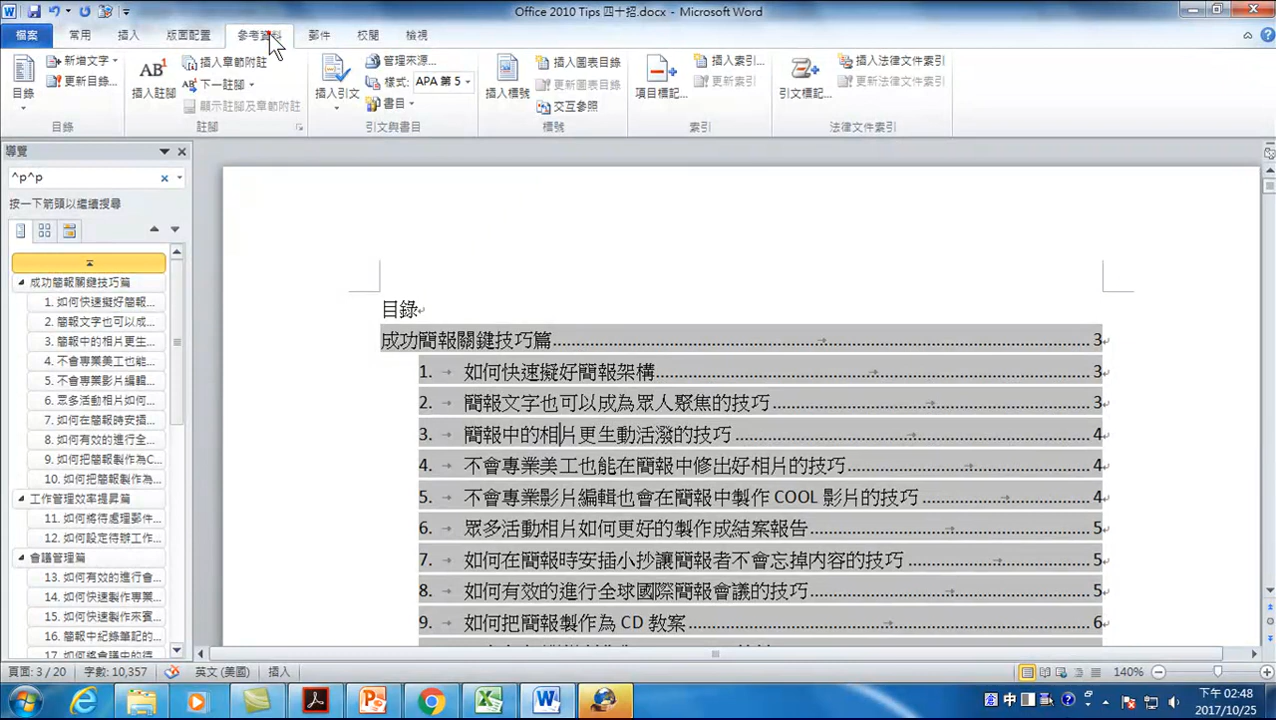 Office 2010 Tips 四十招.docx - Microsoft Word
檔案 常用 插入 版面配置 參考資料 郵件 校閱 檢視
目錄
新增文字
更新目錄...
目錄
插入註腳
插入章節附註
下一註腳
顯示註腳及章節附註
註腳
插入引文
管理來源...
樣式: APA 第 5
書目
引文與書目
插入標號
插入圖表目錄
更新圖表目錄
交互參照
標號
項目標記...
插入索引...
更新索引
索引
引文標記...
插入法律文件索引
更新法律文件索引
法律文件索引
導覽
^p^p
按一下箭頭以繼續搜尋
成功簡報關鍵技巧篇
1. 如何快速擬好簡報...
2. 簡報文字也可以成...
3. 簡報中的相片更生...
4. 不會專業美工也能...
5. 不會專業影片編輯...
6. 眾多活動相片如何...
7. 如何在簡報時安插...
8. 如何有效的進行全...
9. 如何把簡報製作為C...
10. 如何把簡報製作為...
工作管理效率提昇篇
11. 如何將待處理郵件...
12. 如何設定待辦工作...
會議管理篇
13. 如何有效的進行會...
14. 如何快速製作專業...
15. 如何快速製作來賓...
16. 簡報中紀錄筆記的...
17. 如何將會議中的待...
目錄
成功簡報關鍵技巧篇 3
1. 如何快速擬好簡報架構 3
2. 簡報文字也可以成為眾人聚焦的技巧 3
3. 簡報中的相片更生動活潑的技巧 4
4. 不會專業美工也能在簡報中修出好相片的技巧 4
5. 不會專業影片編輯也會在簡報中製作 COOL 影片的技巧 4
6. 眾多活動相片如何更好的製作成結案報告 5
7. 如何在簡報時安插小抄讓簡報者不會忘掉內容的技巧 5
8. 如何有效的進行全球國際簡報會議的技巧 5
9. 如何把簡報製作為 CD 教案 6
頁面: 3 / 20 字數: 10,357 英文 (美國) 插入 140%
中
下午 02:48
2017/10/25